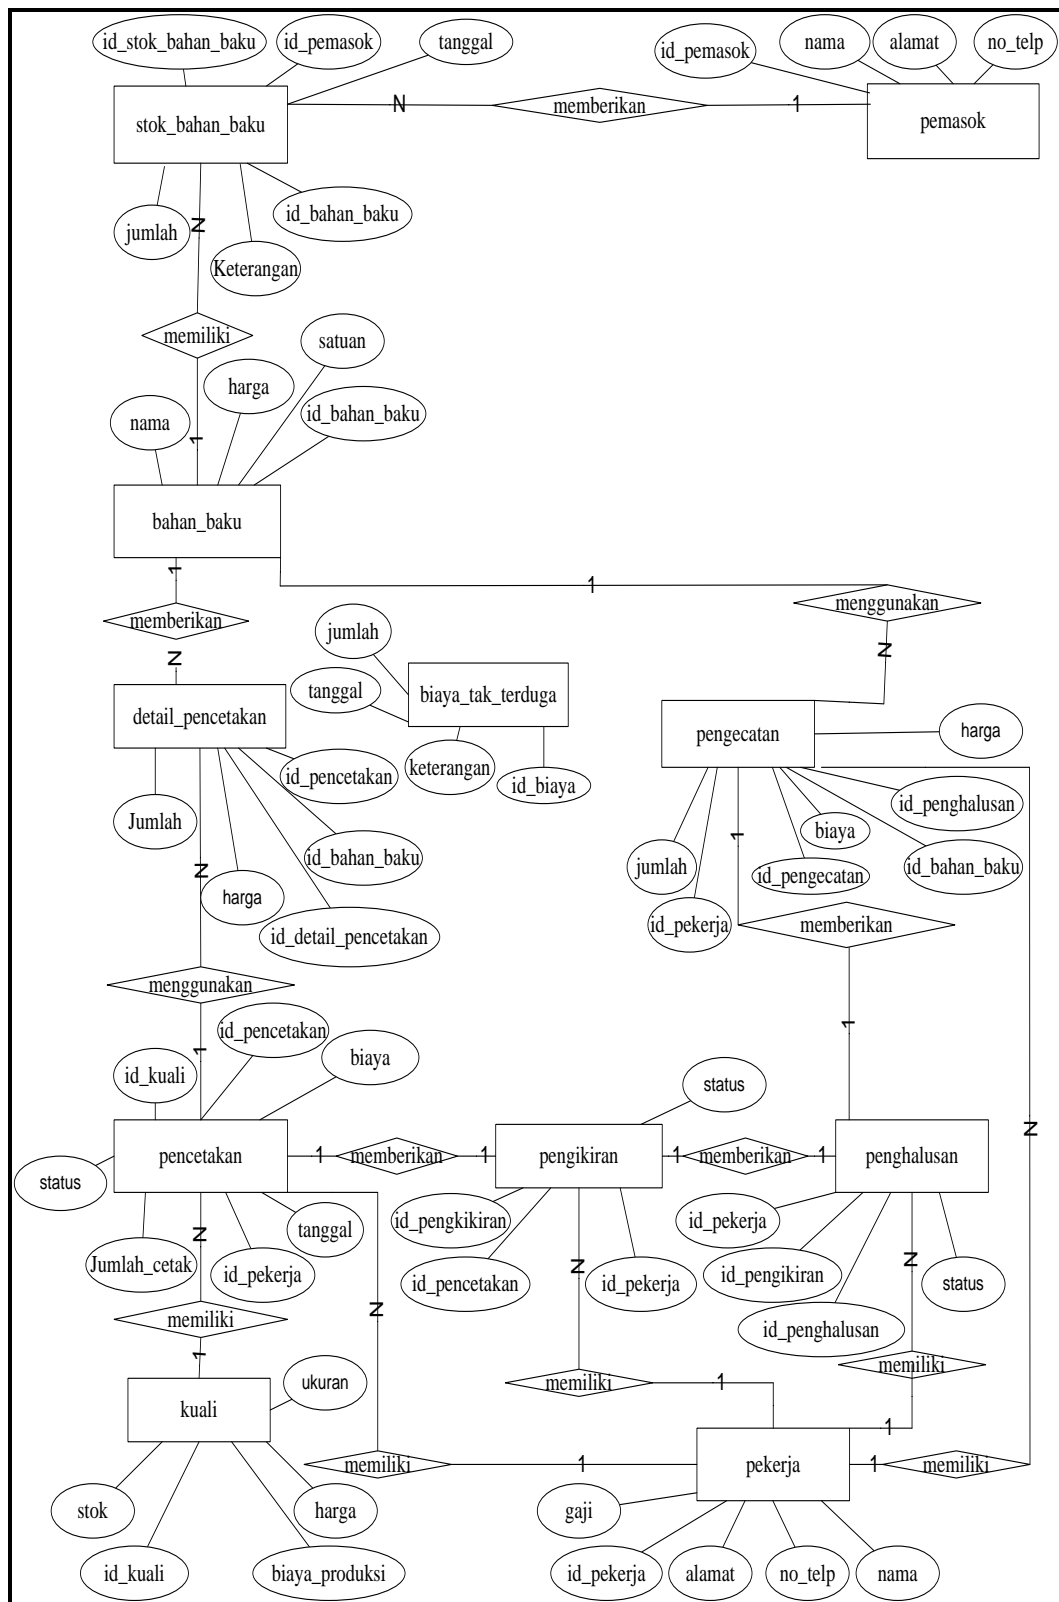 id_stok_bahan_baku
id_pemasok
tanggal
id_pemasok
nama
alamat
no_telp
stok_bahan_baku
N
memberikan
1
pemasok
jumlah
N
Keterangan
id_bahan_baku
memiliki
satuan
harga
nama
id_bahan_baku
1
bahan_baku
1
1
memberikan
menggunakan
jumlah
N
N
tanggal
biaya_tak_terduga
detail_pencetakan
pengecatan
harga
keterangan
id_pencetakan
id_biaya
id_penghalusan
Jumlah
biaya
1
id_bahan_baku
jumlah
id_pengecatan
id_bahan_baku
N
harga
id_pekerja
memberikan
id_detail_pencetakan
menggunakan
id_pencetakan
1
1
biaya
id_kuali
status
N
pencetakan
1
memberikan
1
pengikiran
1
memberikan
1
penghalusan
status
id_pengkikiran
id_pekerja
tanggal
N
Jumlah_cetak
id_pekerja
N
id_pencetakan
id_pekerja
id_pengikiran
N
status
N
memiliki
id_penghalusan
1
memiliki
1
memiliki
ukuran
kuali
1
memiliki
1
pekerja
1
memiliki
stok
harga
gaji
id_kuali
biaya_produksi
id_pekerja
alamat
no_telp
nama